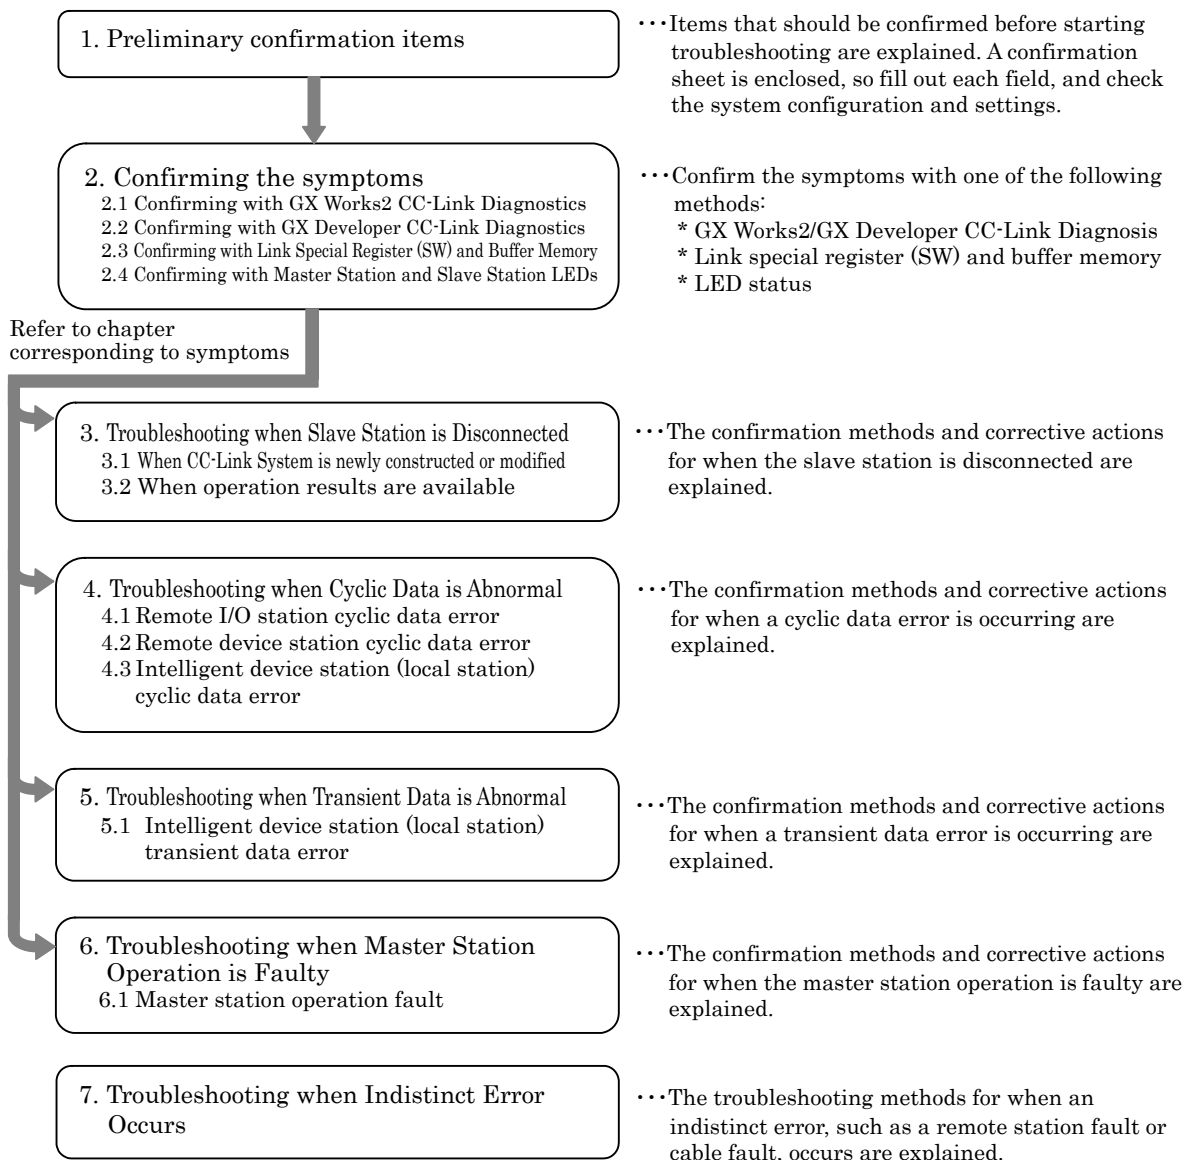 1. Preliminary confirmation items
･･･Items that should be confirmed before starting
troubleshooting are explained. A confirmation
sheet is enclosed, so fill out each field, and check
the system configuration and settings.
2. Confirming the symptoms
2.1 Confirming with GX Works2 CC-Link Diagnostics
2.2 Confirming with GX Developer CC-Link Diagnostics
2.3 Confirming with Link Special Register (SW) and Buffer Memory
2.4 Confirming with Master Station and Slave Station LEDs
･･･Confirm the symptoms with one of the following
methods:
* GX Works2/GX Developer CC-Link Diagnosis
* Link special register (SW) and buffer memory
* LED status
Refer to chapter
corresponding to symptoms
3. Troubleshooting when Slave Station is Disconnected
3.1 When CC-Link System is newly constructed or modified
3.2 When operation results are available
･･･The confirmation methods and corrective actions
for when the slave station is disconnected are
explained.
4. Troubleshooting when Cyclic Data is Abnormal
4.1 Remote I/O station cyclic data error
4.2 Remote device station cyclic data error
4.3 Intelligent device station (local station)
cyclic data error
･･･The confirmation methods and corrective actions
for when a cyclic data error is occurring are
explained.
5. Troubleshooting when Transient Data is Abnormal
5.1 Intelligent device station (local station)
transient data error
･･･The confirmation methods and corrective actions
for when a transient data error is occurring are
explained.
6. Troubleshooting when Master Station
Operation is Faulty
6.1 Master station operation fault
･･･The confirmation methods and corrective actions
for when the master station operation is faulty are
explained.
7. Troubleshooting when Indistinct Error
Occurs
･･･The troubleshooting methods for when an
indistinct error, such as a remote station fault or
cable fault, occurs are explained.